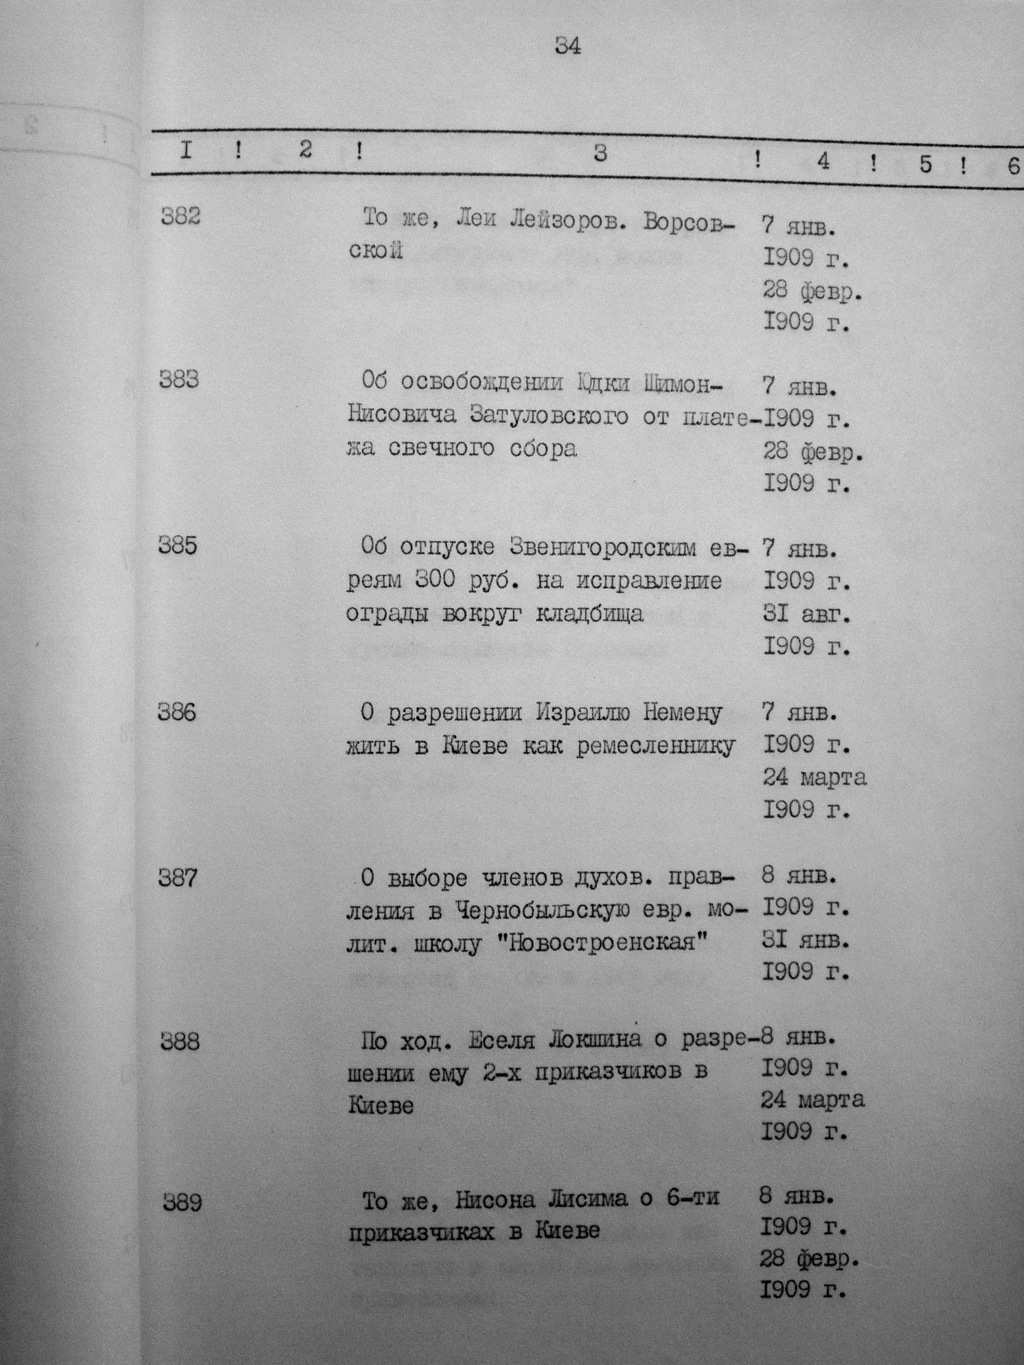 34
I ! 2 ! 3 ! 4 ! 5 ! 6
382 То же, Леи Лейзоров. Ворсов- 7 янв.
ской 1909 г.
28 февр.
1909 г.
383 Об освобождении Юдки Шимон- 7 янв.
Нисовича Затуловского от плате- 1909 г.
жа свечного сбора 28 февр.
1909 г.
385 Об отпуске Звенигородским ев- 7 янв.
реям 300 руб. на исправление 1909 г.
ограды вокруг кладбища 31 авг.
1909 г.
386 О разрешении Израилю Немену 7 янв.
жить в Киеве как ремесленнику 1909 г.
24 марта
1909 г.
387 О выборе членов духов. прав- 8 янв.
ления в Чернобыльскую евр. мо- 1909 г.
лит. школу "Новостроенская" 31 янв.
1909 г.
388 По ход. Еселя Локшина о разре- 8 янв.
шении ему 2-х приказчиков в 1909 г.
Киеве 24 марта
1909 г.
389 То же, Нисона Лисима о 6-ти 8 янв.
приказчиках в Киеве 1909 г.
28 февр.
1909 г.